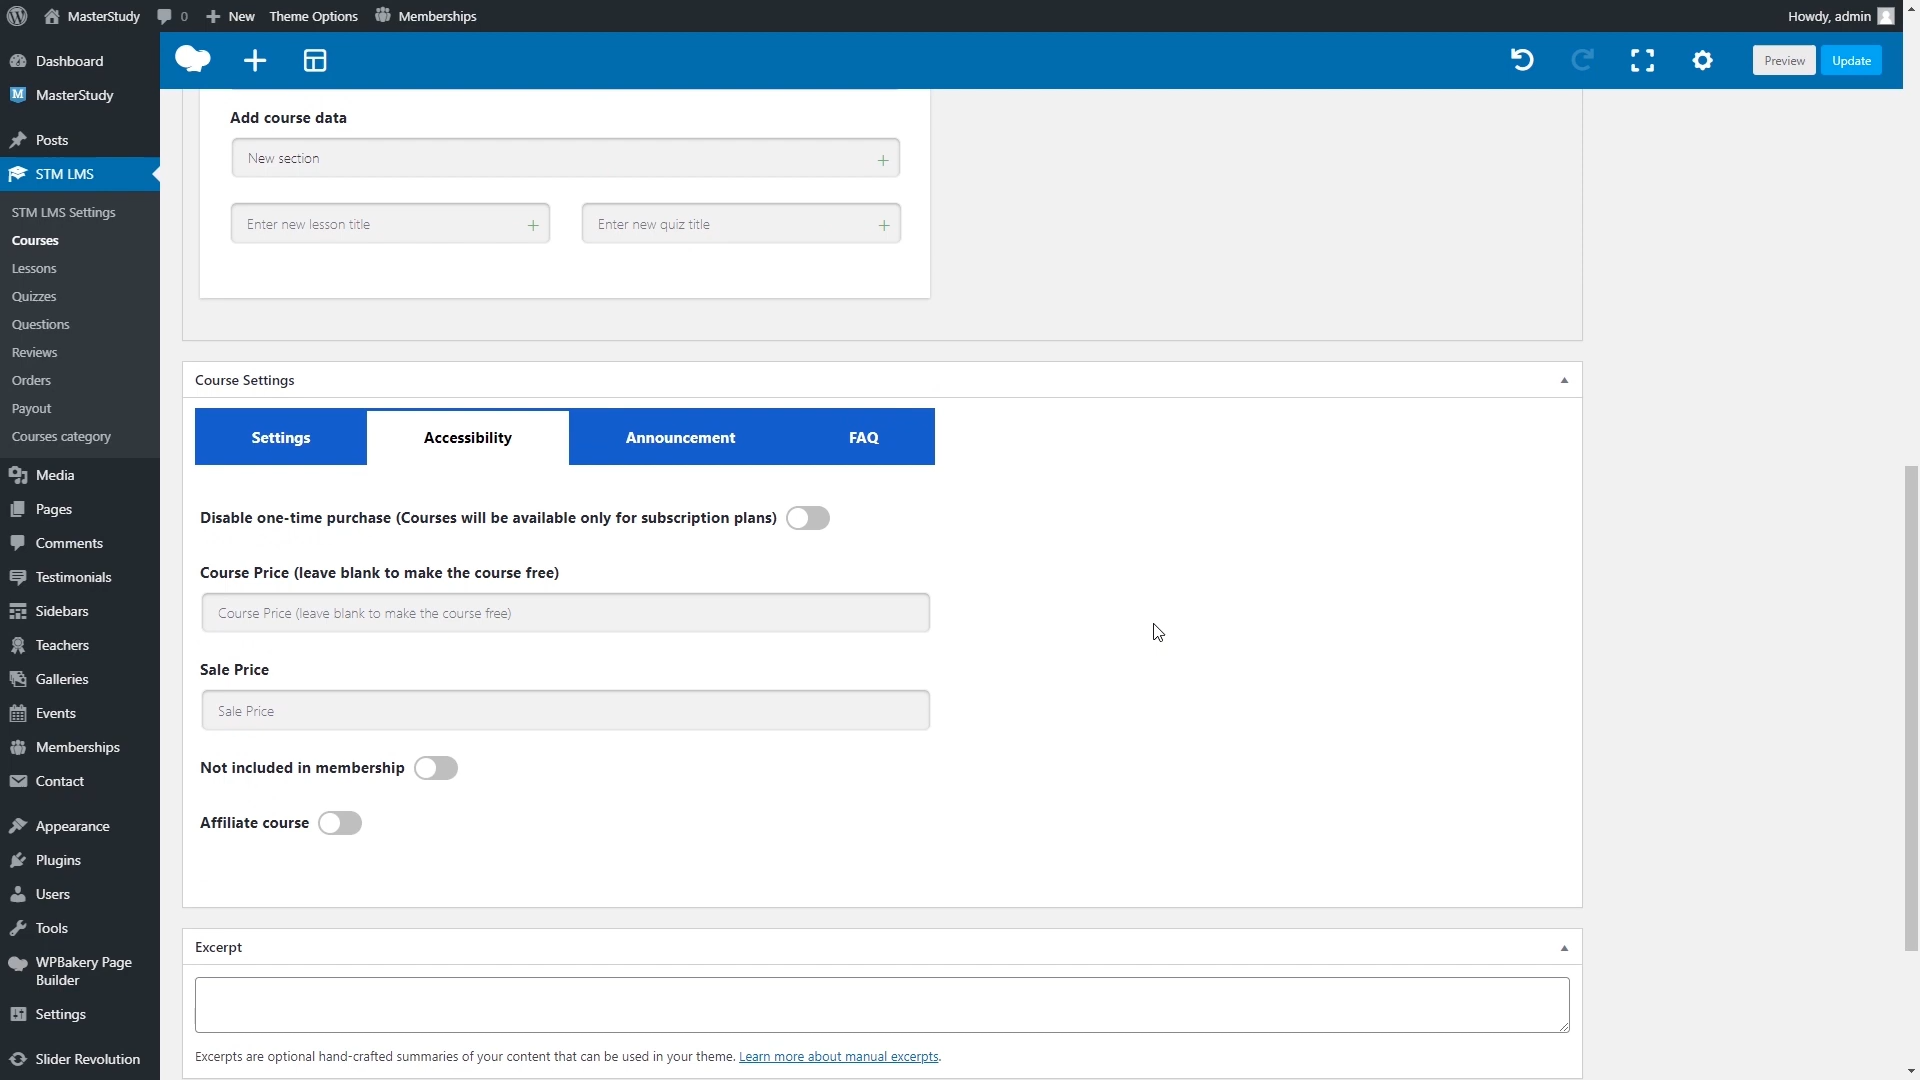 MasterStudy 0 New Theme Options Memberships Howdy, admin
Preview Update
Dashboard
MasterStudy
Posts
STM LMS
STM LMS Settings
Courses
Lessons
Quizzes
Questions
Reviews
Orders
Payout
Courses category
Media
Pages
Comments
Testimonials
Sidebars
Teachers
Galleries
Events
Memberships
Contact
Appearance
Plugins
Users
Tools
WPBakery Page
Builder
Settings
Slider Revolution
Add course data
New section
Enter new lesson title
Enter new quiz title
Course Settings
Settings Accessibility Announcement FAQ
Disable one-time purchase (Courses will be available only for subscription plans)
Course Price (leave blank to make the course free)
Course Price (leave blank to make the course free)
Sale Price
Sale Price
Not included in membership
Affiliate course
Excerpt
Excerpts are optional hand-crafted summaries of your content that can be used in your theme. Learn more about manual excerpts.